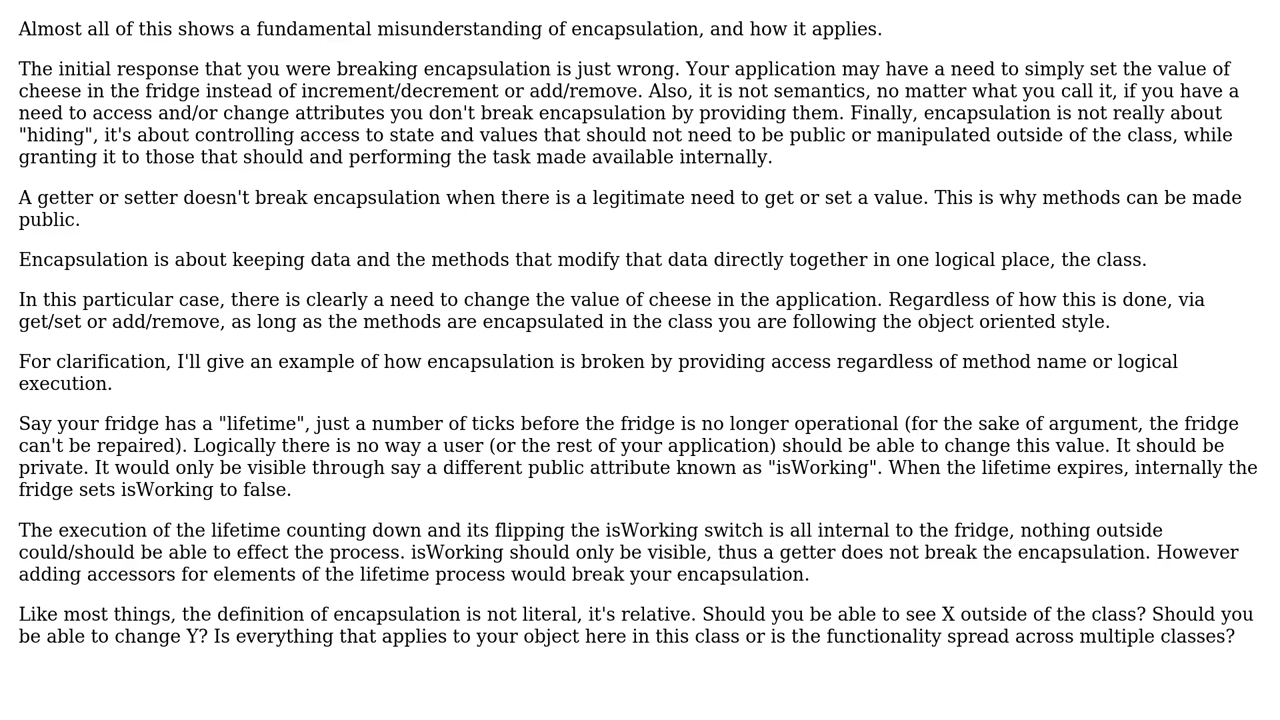 Almost all of this shows a fundamental misunderstanding of encapsulation, and how it applies.
The initial response that you were breaking encapsulation is just wrong. Your application may have a need to simply set the value of
cheese in the fridge instead of increment/decrement or add/remove. Also, it is not semantics, no matter what you call it, if you have a
need to access and/or change attributes you don't break encapsulation by providing them. Finally, encapsulation is not really about
"hiding", it's about controlling access to state and values that should not need to be public or manipulated outside of the class, while
granting it to those that should and performing the task made available internally.
A getter or setter doesn't break encapsulation when there is a legitimate need to get or set a value. This is why methods can be made
public.
Encapsulation is about keeping data and the methods that modify that data directly together in one logical place, the class.
In this particular case, there is clearly a need to change the value of cheese in the application. Regardless of how this is done, via
get/set or add/remove, as long as the methods are encapsulated in the class you are following the object oriented style.
For clarification, I'll give an example of how encapsulation is broken by providing access regardless of method name or logical
execution.
Say your fridge has a "lifetime", just a number of ticks before the fridge is no longer operational (for the sake of argument, the fridge
can't be repaired). Logically there is no way a user (or the rest of your application) should be able to change this value. It should be
private. It would only be visible through say a different public attribute known as "isWorking". When the lifetime expires, internally the
fridge sets isWorking to false.
The execution of the lifetime counting down and its flipping the isWorking switch is all internal to the fridge, nothing outside
could/should be able to effect the process. isWorking should only be visible, thus a getter does not break the encapsulation. However
adding accessors for elements of the lifetime process would break your encapsulation.
Like most things, the definition of encapsulation is not literal, it's relative. Should you be able to see X outside of the class? Should you
be able to change Y? Is everything that applies to your object here in this class or is the functionality spread across multiple classes?